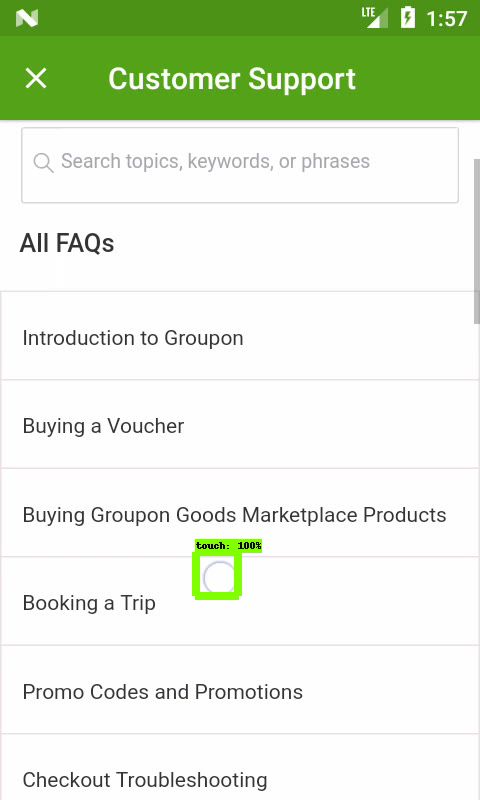 LTE 1:57
Customer Support
Search topics, keywords, or phrases
All FAQs
Introduction to Groupon
Buying a Voucher
Buying Groupon Goods Marketplace Products
touch: 100%
Booking a Trip
Promo Codes and Promotions
Checkout Troubleshooting